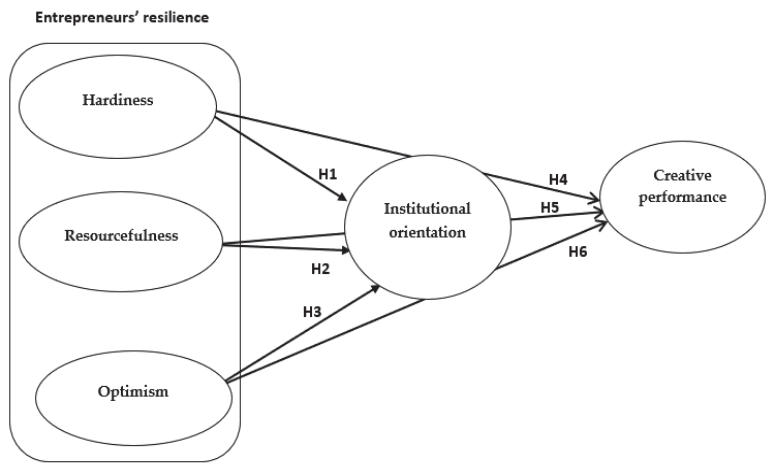 Entrepreneurs’ resilience
Hardiness
H1
H4
Creative
performance
Institutional
orientation
H5
Resourcefulness
H2
H6
H3
Optimism